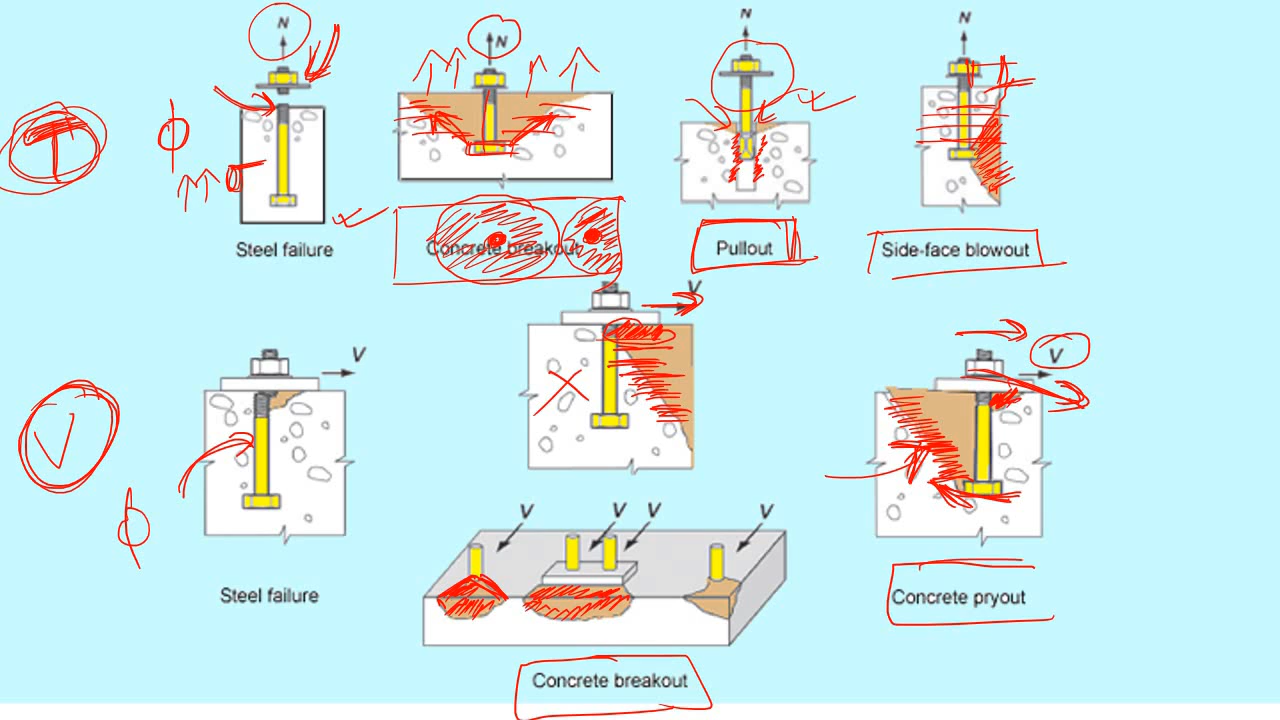 N
N
N
N
T
φ
Steel failure
Concrete breakout
Pullout
Side-face blowout
V
V
V
V
φ
V
V
V
V
Steel failure
Concrete pryout
Concrete breakout